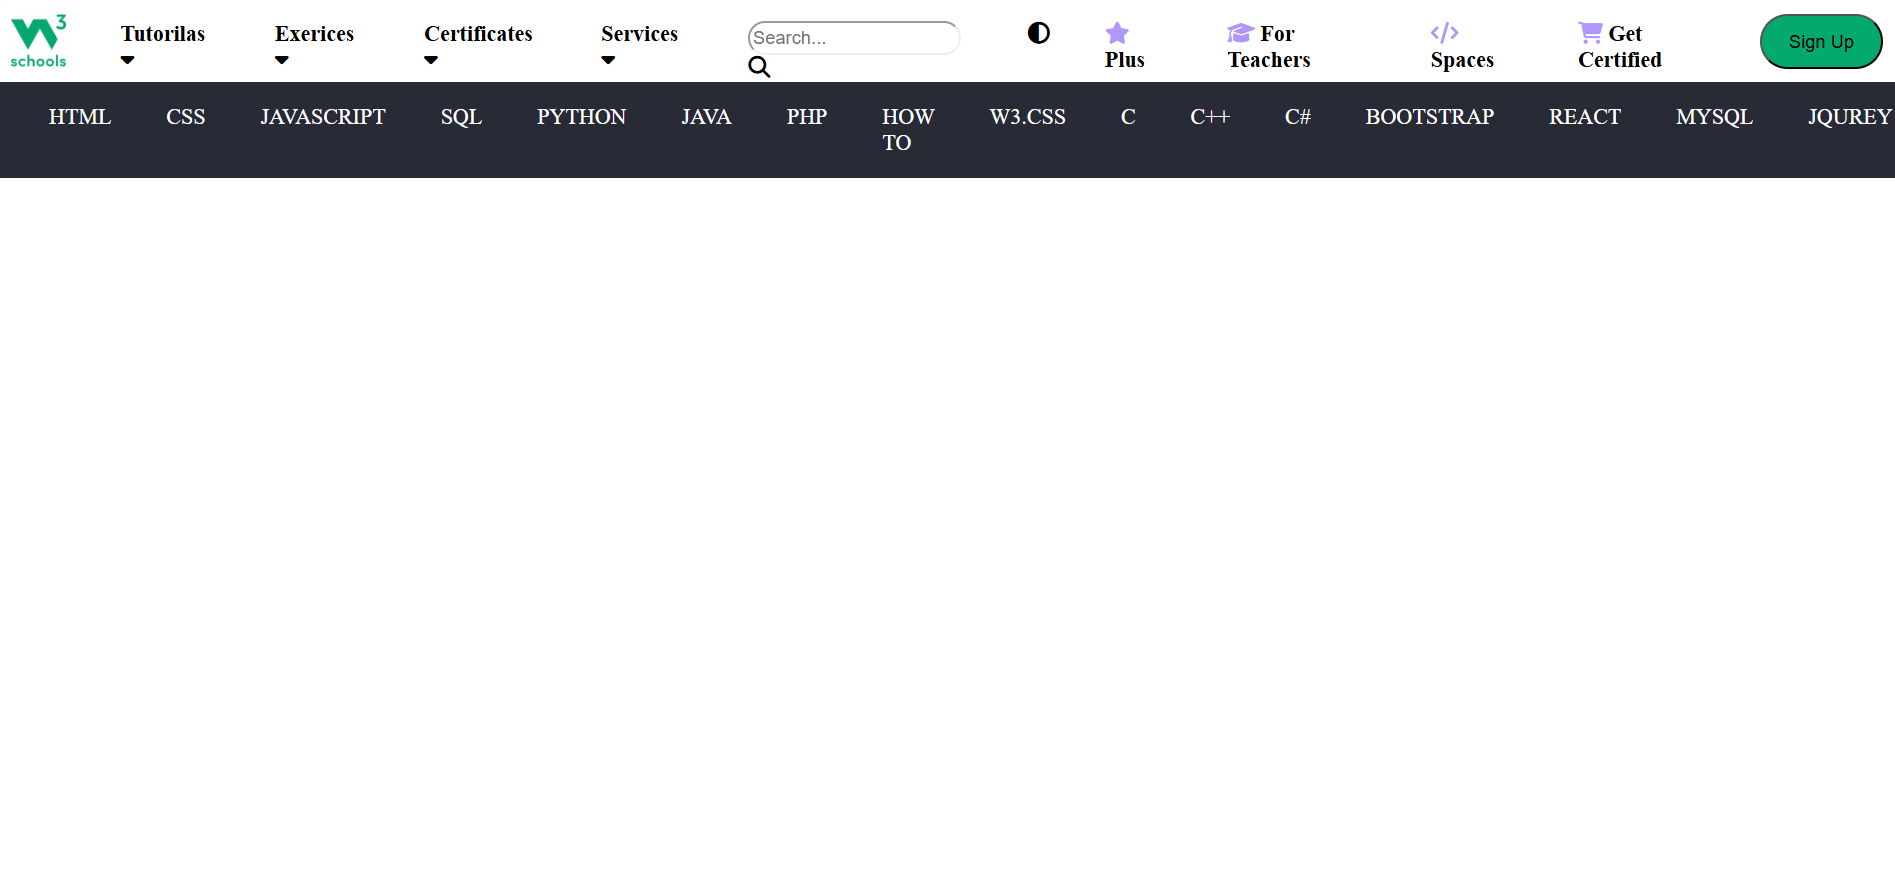 3
schools
Tutorilas
Exerices
Certificates
Services
Search...
Plus
For
Teachers
Spaces
Get
Certified
Sign Up
HTML CSS JAVASCRIPT SQL PYTHON JAVA PHP HOW TO W3.CSS C C++ C# BOOTSTRAP REACT MYSQL JQUREY